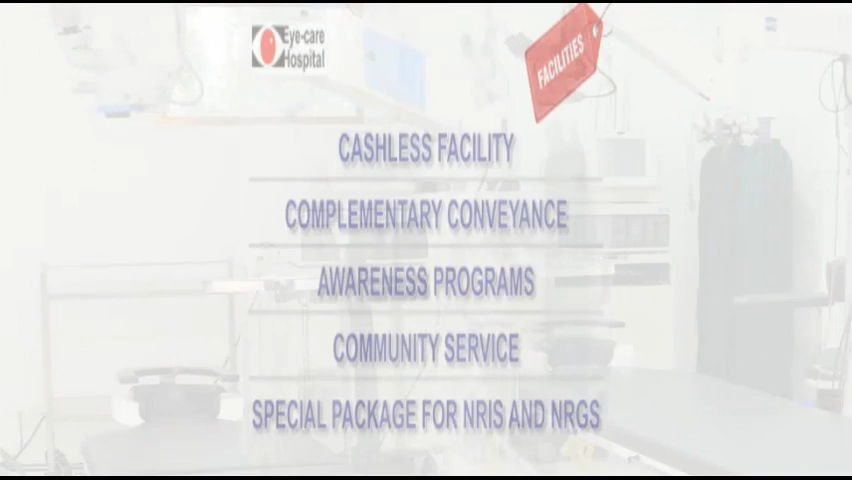 Eye-care
Hospital
FACILITIES
CASHLESS FACILITY
COMPLEMENTARY CONVEYANCE
AWARENESS PROGRAMS
COMMUNITY SERVICE
SPECIAL PACKAGE FOR NRIS AND NRGS